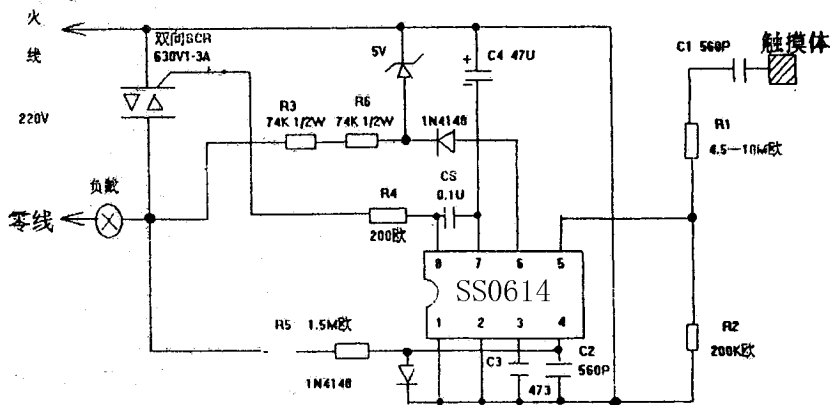 火
线
220V
零线
负载
双向SCR
630V1-3A
5V
C4 47U
+
−
R3
74K 1/2W
R6
74K 1/2W
1N4148
R4
200欧
C5
0.1U
8 7 6 5
SS0614
1 2 3 4
R5 1.5M欧
1N4148
C3
473
C2
560P
C1 560P
触摸体
R1
4.5—10M欧
R2
200K欧